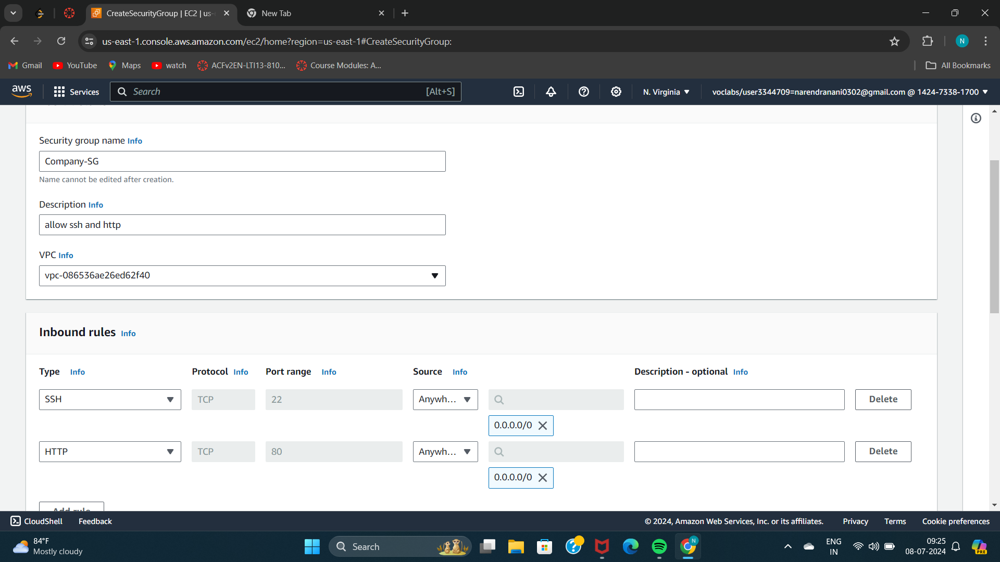 CreateSecurityGroup | EC2 | us-
New Tab
us-east-1.console.aws.amazon.com/ec2/home?region=us-east-1#CreateSecurityGroup:
N
Gmail
YouTube
Maps
watch
ACFv2EN-LTI13-810...
Course Modules: A...
All Bookmarks
aws
Services
Search
[Alt+S]
N. Virginia
voclabs/user3344709=narendranani0302@gmail.com @ 1424-7338-1700
Security group name Info
Company-SG
Name cannot be edited after creation.
Description Info
allow ssh and http
VPC Info
vpc-086536ae26ed62f40
Inbound rules Info
Type Info Protocol Info Port range Info Source Info Description - optional Info
SSH TCP 22 Anywh... Delete
0.0.0.0/0
HTTP TCP 80 Anywh... Delete
0.0.0.0/0
Add rule
CloudShell Feedback © 2024, Amazon Web Services, Inc. or its affiliates. Privacy Terms Cookie preferences
84°F
Mostly cloudy
Search
N
ENG
IN
09:25
08-07-2024
PRE